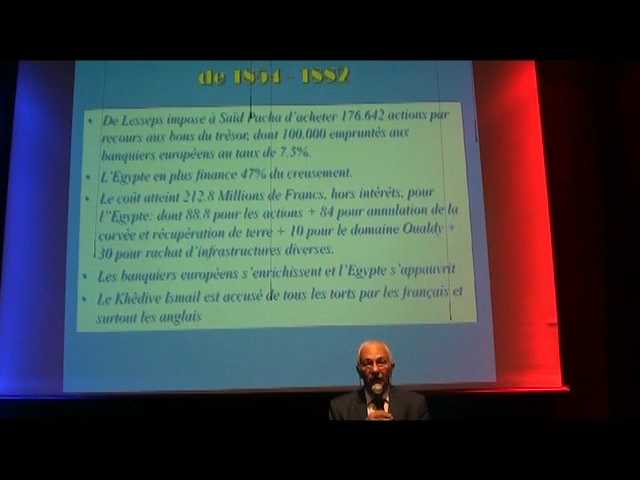 de 1854 - 1882
• De Lesseps impose à Saïd Pacha d'acheter 176.642 actions par
recours aux bons du trésor, dont 100.000 empruntés aux
banquiers européens au taux de 7.5%.
• L'Egypte en plus finance 47% du creusement.
• Le coût atteint 212.8 Millions de Francs, hors intérêts, pour
l"Egypte: dont 88.8 pour les actions + 84 pour annulation de la
corvée et récupération de terre + 10 pour le domaine Oualdy +
30 pour rachat d'infrastructures diverses.
• Les banquiers européens s'enrichissent et l'Egypte s'appauvrit
• Le Khédive Ismail est accusé de tous les torts par les français et
surtout les anglais